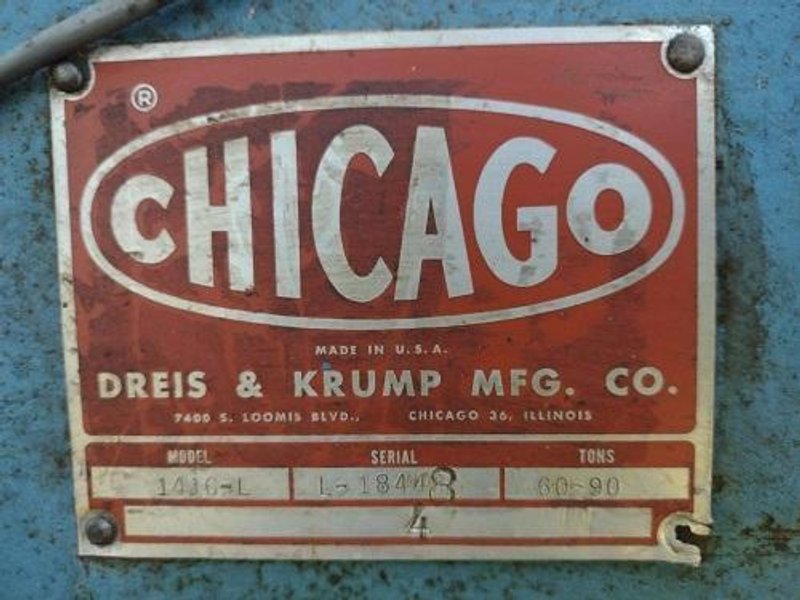 ®
CHICAGO
MADE IN U.S.A.
DREIS & KRUMP MFG. CO.
7400 S. LOOMIS BLVD., CHICAGO 36, ILLINOIS
MODEL SERIAL TONS
1416-L L-18448 60-90
4